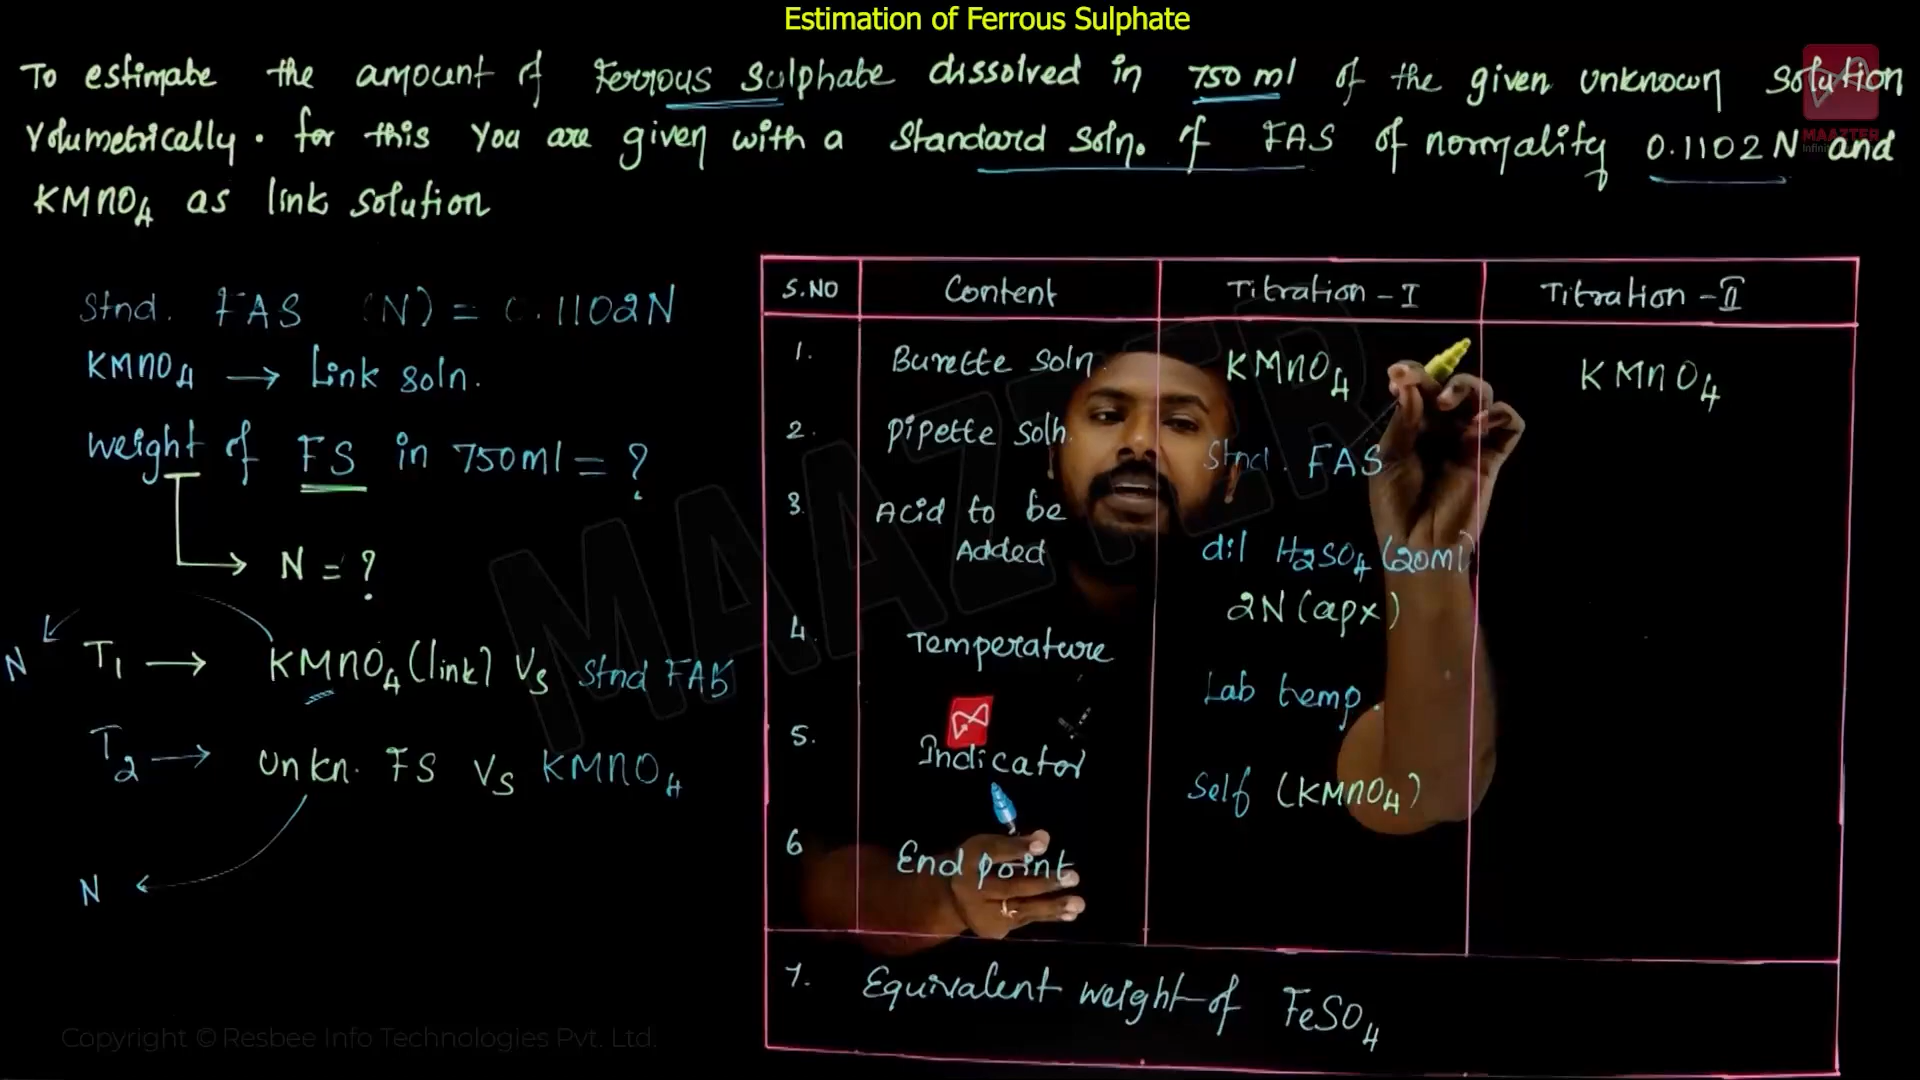 Estimation of Ferrous Sulphate
To estimate the amount of Ferrous Sulphate dissolved in 750 ml of the given unknown Solution
Volumetrically. For this You are given with a Standard Soln. of FAS of normality 0.1102 N and
KMnO4 as link solution
MAAZTER
Stnd. FAS (N) = 0.1102N
KMnO4 → Link Soln.
weight of FS in 750ml = ?
N = ?
N T1 → KMnO4 (link) Vs Stnd FAS
T2 → Unkn. FS Vs KMnO4
N
S.NO Content Titration - I Titration - II
1. Burette Soln. KMnO4 KMnO4
2. Pipette Soln. Stnd. FAS
3. Acid to be Added dil H2SO4 (20ml) 2N (apx)
4. Temperature Lab temp.
5. Indicator Self (KMnO4)
6 End point
7. Equivalent weight of FeSO4
MAAZTER
Copyright © Resbee Info Technologies Pvt. Ltd.